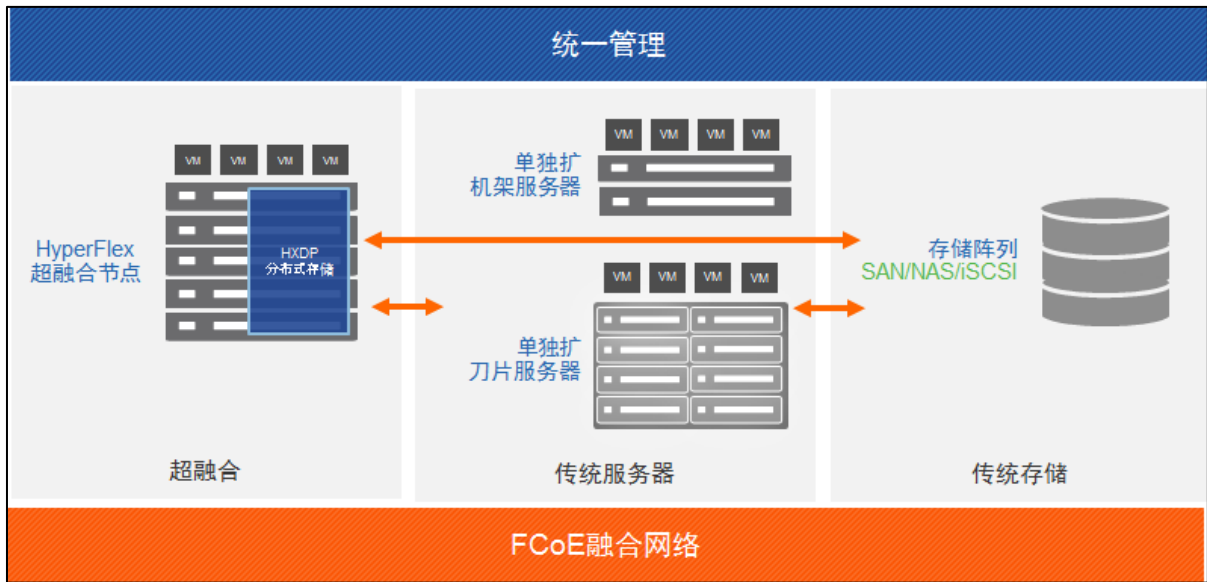 统一管理
VM VM VM VM
HyperFlex
超融合节点
HXDP
分布式存储
超融合
VM VM VM VM
单独扩
机架服务器
VM VM VM VM
单独扩
刀片服务器
传统服务器
存储阵列
SAN/NAS/iSCSI
传统存储
FCoE融合网络